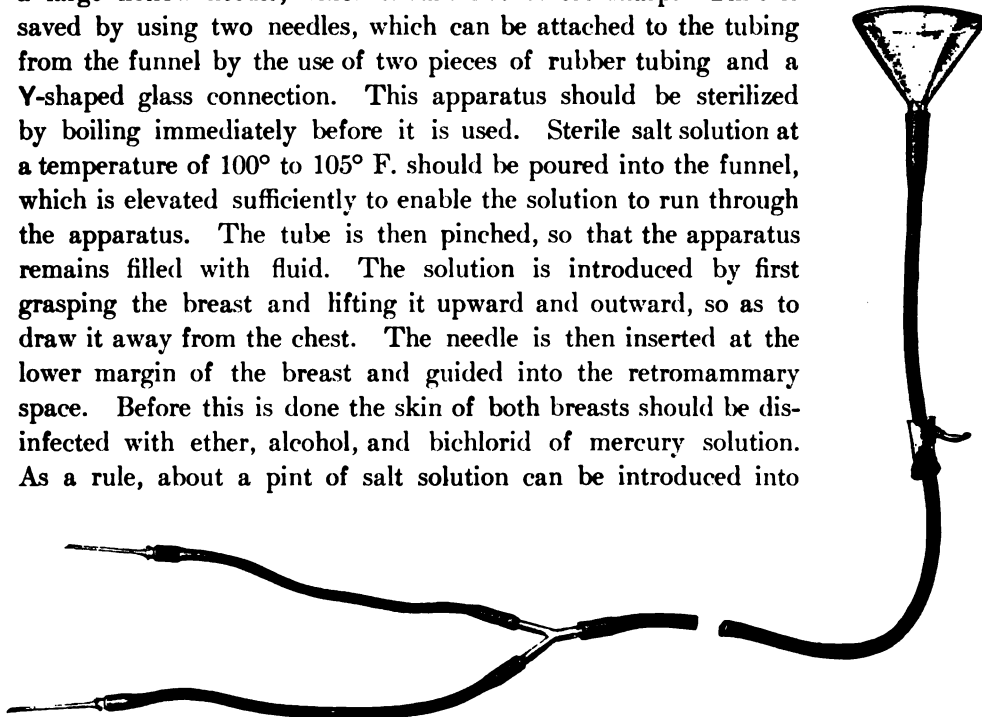 saved by using two needles, which can be attached to the tubing
from the funnel by the use of two pieces of rubber tubing and a
Y-shaped glass connection. This apparatus should be sterilized
by boiling immediately before it is used. Sterile salt solution at
a temperature of 100° to 105° F. should be poured into the funnel,
which is elevated sufficiently to enable the solution to run through
the apparatus. The tube is then pinched, so that the apparatus
remains filled with fluid. The solution is introduced by first
grasping the breast and lifting it upward and outward, so as to
draw it away from the chest. The needle is then inserted at the
lower margin of the breast and guided into the retromammary
space. Before this is done the skin of both breasts should be dis-
infected with ether, alcohol, and bichlorid of mercury solution.
As a rule, about a pint of salt solution can be introduced into